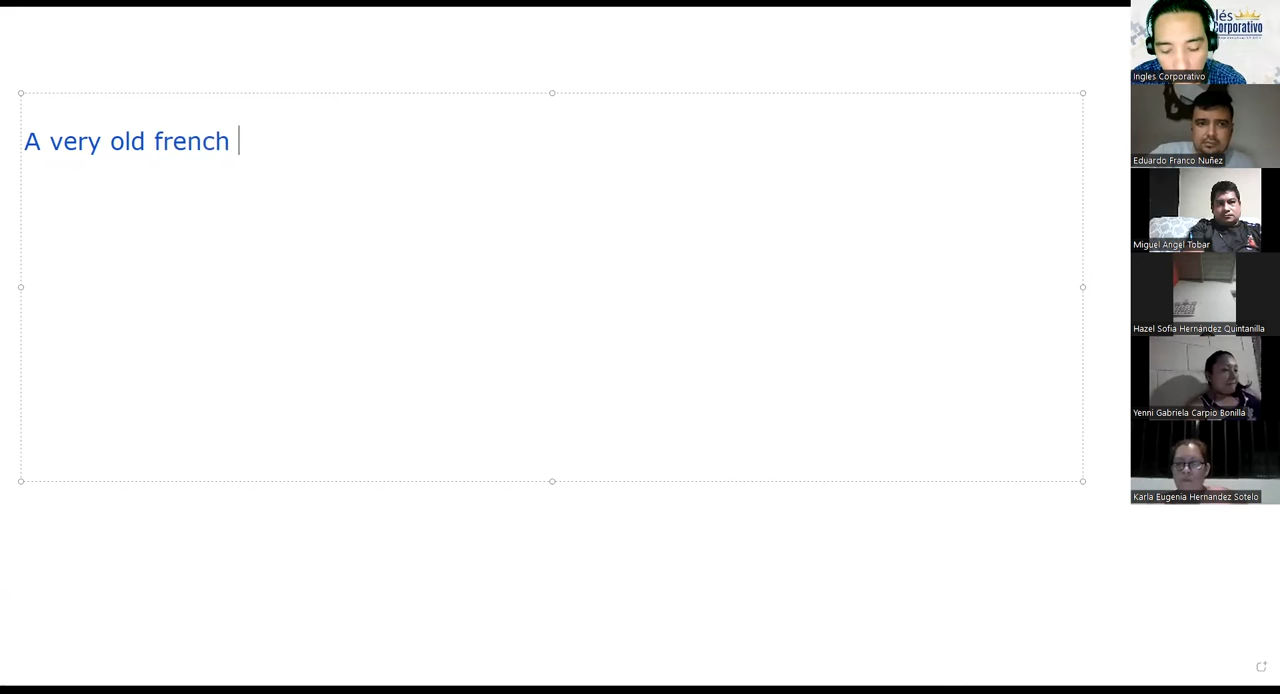 A very old french
lés
Corporativo
Ingles Corporativo
Eduardo Franco Nuñez
Miguel Angel Tobar
Hazel Sofia Hernández Quintanilla
Yenni Gabriela Carpio Bonilla
Karla Eugenia Hernandez Sotelo